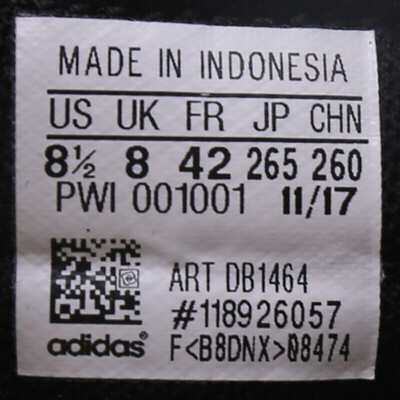 MADE IN INDONESIA
US UK FR JP CHN
8½ 8 42 265 260
PWI 001001 11/17
ART DB1464
#118926057
adidas® F<B8DNX>08474